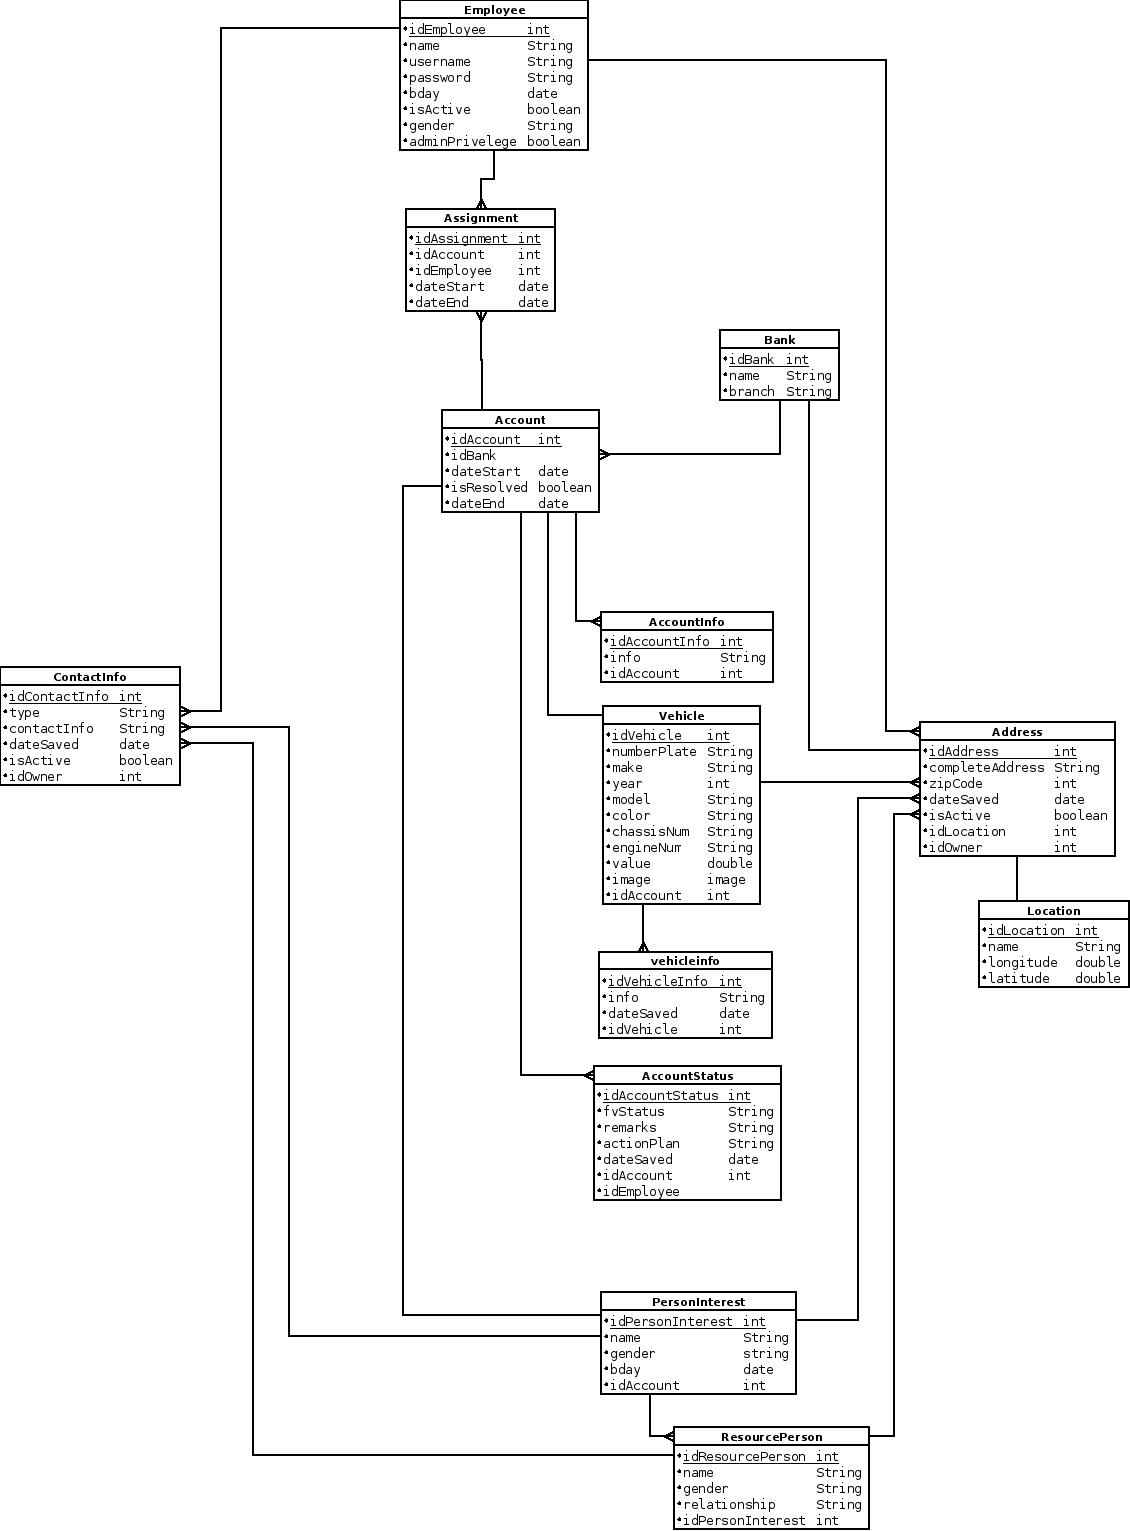 Employee
idEmployee int
name String
username String
password String
bday date
isActive boolean
gender String
adminPrivelege boolean
Assignment
idAssignment int
idAccount int
idEmployee int
dateStart date
dateEnd date
Bank
idBank int
name String
branch String
Account
idAccount int
idBank
dateStart date
isResolved boolean
dateEnd date
AccountInfo
idAccountInfo int
info String
idAccount int
ContactInfo
idContactInfo int
type String
contactInfo String
dateSaved date
isActive boolean
idOwner int
Vehicle
idVehicle int
numberPlate String
make String
year int
model String
color String
chassisNum String
engineNum String
value double
image image
idAccount int
Address
idAddress int
completeAddress String
zipCode int
dateSaved date
isActive boolean
idLocation int
idOwner int
Location
idLocation int
name String
longitude double
latitude double
vehicleinfo
idVehicleInfo int
info String
dateSaved date
idVehicle int
AccountStatus
idAccountStatus int
fvStatus String
remarks String
actionPlan String
dateSaved date
idAccount int
idEmployee
PersonInterest
idPersonInterest int
name String
gender string
bday date
idAccount int
ResourcePerson
idResourcePerson int
name String
gender String
relationship String
idPersonInterest int